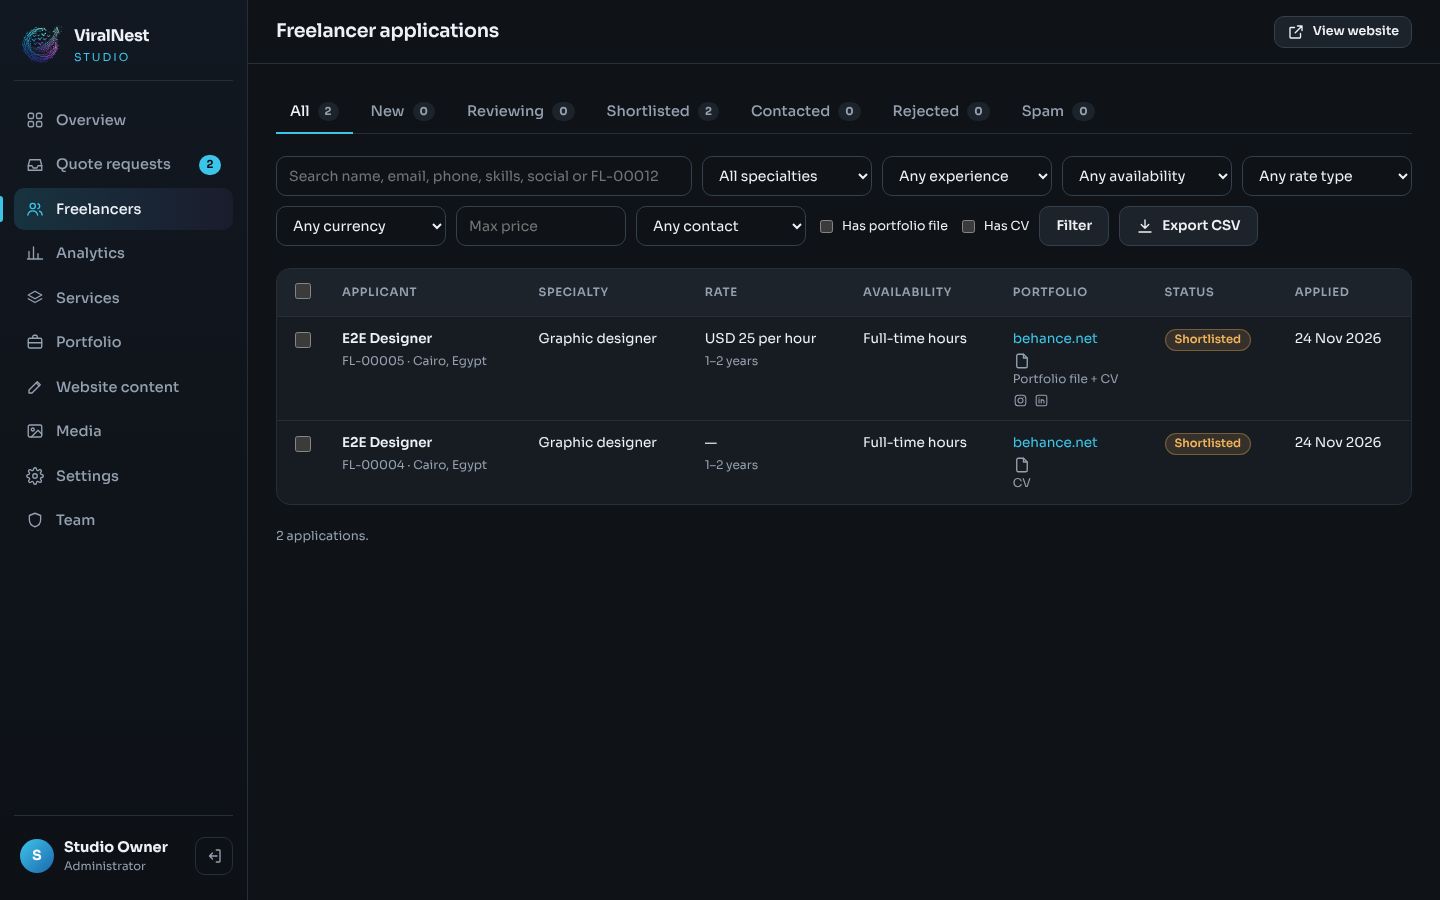 ViralNest
STUDIO
Overview
Quote requests 2
Freelancers
Analytics
Services
Portfolio
Website content
Media
Settings
Team
S
Studio Owner
Administrator
Freelancer applications
View website
All 2 New 0 Reviewing 0 Shortlisted 2 Contacted 0 Rejected 0 Spam 0
Search name, email, phone, skills, social or FL-00012 All specialties Any experience Any availability Any rate type
Any currency Max price Any contact Has portfolio file Has CV Filter Export CSV
APPLICANT SPECIALTY RATE AVAILABILITY PORTFOLIO STATUS APPLIED
E2E Designer Graphic designer USD 25 per hour Full-time hours behance.net Shortlisted 24 Nov 2026
FL-00005 · Cairo, Egypt 1–2 years
Portfolio file + CV
E2E Designer Graphic designer — Full-time hours behance.net Shortlisted 24 Nov 2026
FL-00004 · Cairo, Egypt 1–2 years
CV
2 applications.